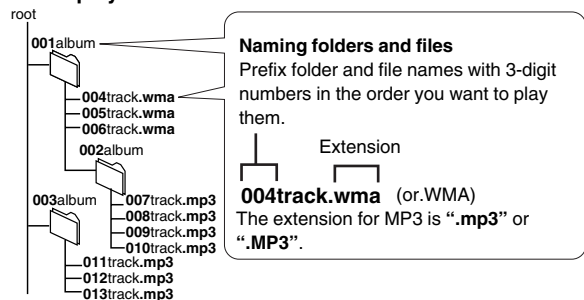 root
001album
004track.wma
005track.wma
006track.wma
002album
007track.mp3
008track.mp3
009track.mp3
010track.mp3
003album
011track.mp3
012track.mp3
013track.mp3
Naming folders and files
Prefix folder and file names with 3-digit
numbers in the order you want to play
them.
Extension
004track.wma (or.WMA)
The extension for MP3 is “.mp3” or
“.MP3”.